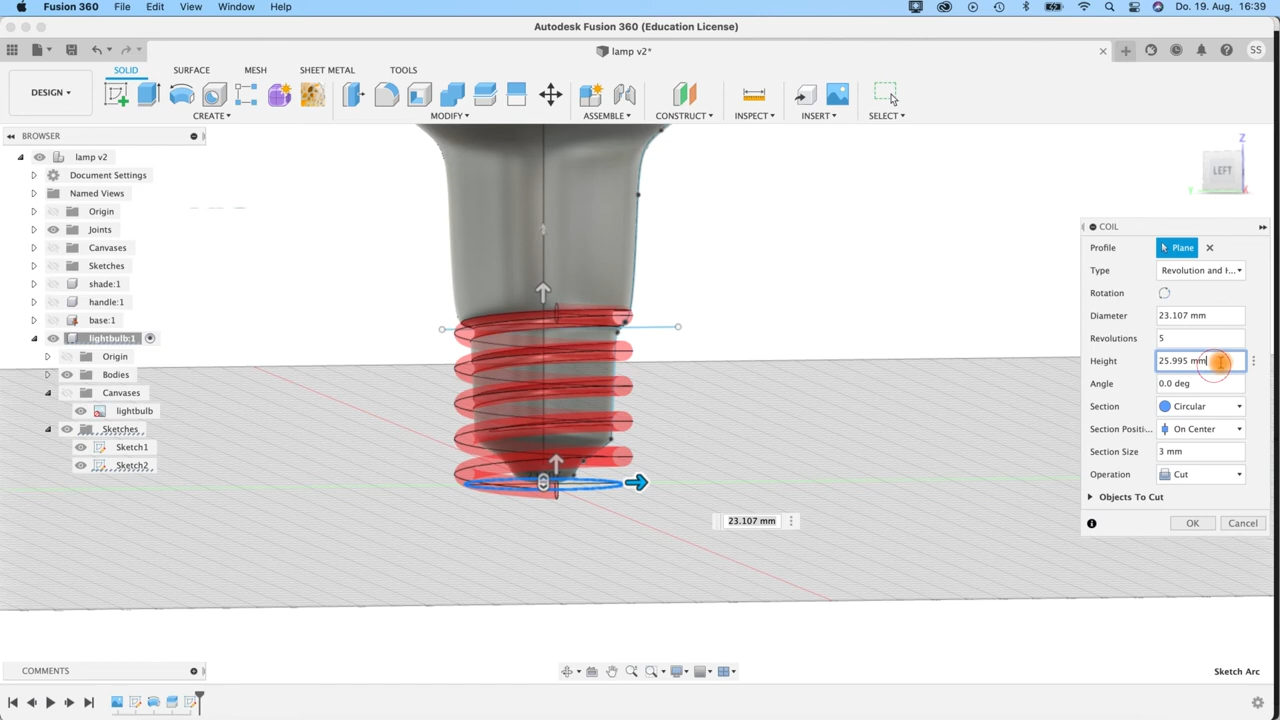 Fusion 360 File Edit View Window Help Do. 19. Aug. 16:39
Autodesk Fusion 360 (Education License)
lamp v2*
SS
SOLID SURFACE MESH SHEET METAL TOOLS
DESIGN
CREATE MODIFY ASSEMBLE CONSTRUCT INSPECT INSERT SELECT
BROWSER
lamp v2
Document Settings
Named Views
Origin
Joints
Canvases
Sketches
shade:1
handle:1
base:1
lightbulb:1
Origin
Bodies
Canvases
lightbulb
Sketches
Sketch1
Sketch2
Z
LEFT
Y
X
COIL
Profile Plane
Type Revolution and H...
Rotation
Diameter 23.107 mm
Revolutions 5
Height 25.995 mm
Angle 0.0 deg
Section Circular
Section Positi... On Center
Section Size 3 mm
Operation Cut
Objects To Cut
OK Cancel
23.107 mm
COMMENTS
Sketch Arc